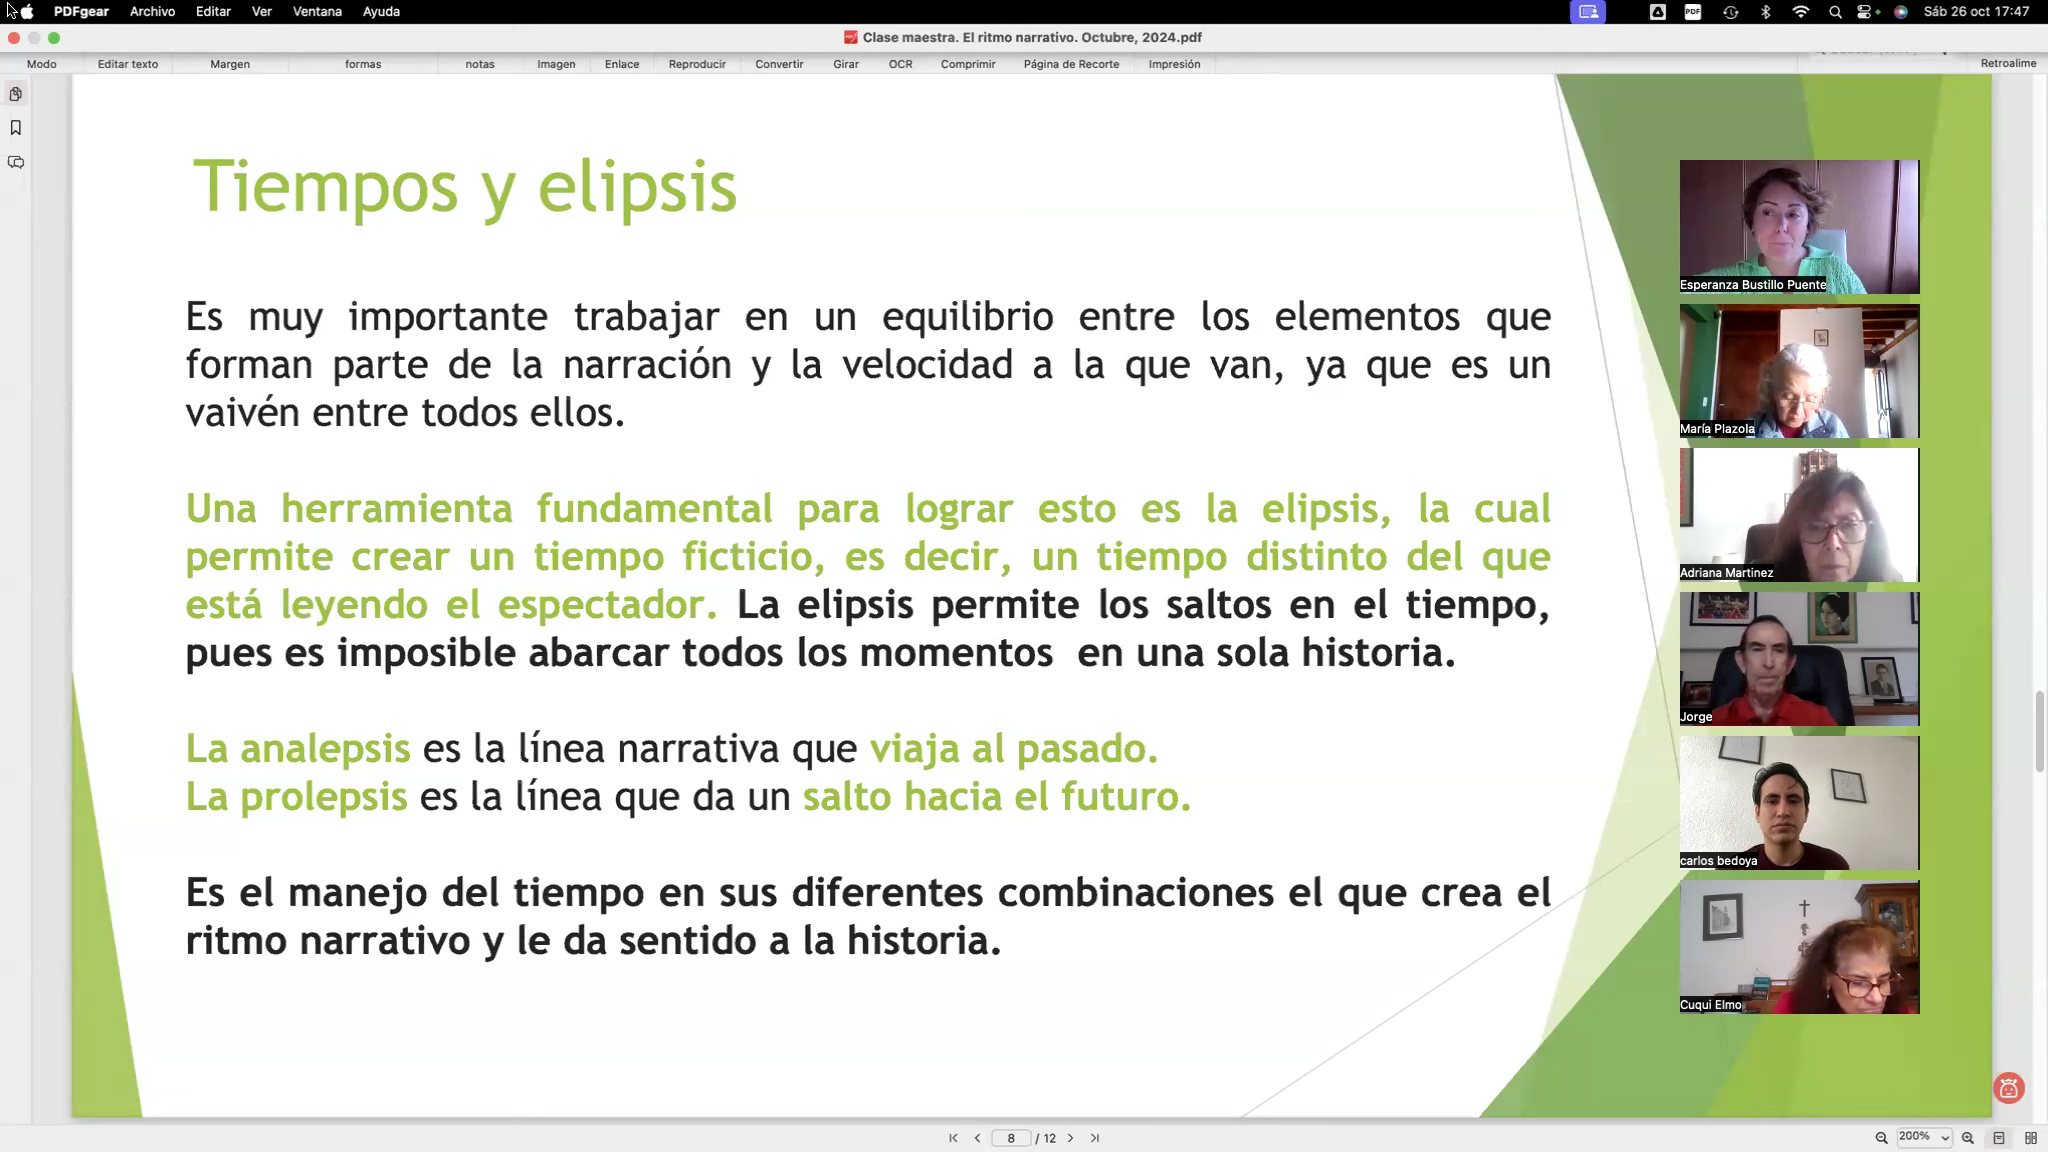 PDFgear Archivo Editar Ver Ventana Ayuda
PDF
Sáb 26 oct 17:47
Clase maestra. El ritmo narrativo. Octubre, 2024.pdf
Modo Editar texto Margen formas notas Imagen Enlace Reproducir Convertir Girar OCR Comprimir Página de Recorte Impresión Retroalime
Tiempos y elipsis
Es muy importante trabajar en un equilibrio entre los elementos que
forman parte de la narración y la velocidad a la que van, ya que es un
vaivén entre todos ellos.
Una herramienta fundamental para lograr esto es la elipsis, la cual
permite crear un tiempo ficticio, es decir, un tiempo distinto del que
está leyendo el espectador. La elipsis permite los saltos en el tiempo,
pues es imposible abarcar todos los momentos en una sola historia.
La analepsis es la línea narrativa que viaja al pasado.
La prolepsis es la línea que da un salto hacia el futuro.
Es el manejo del tiempo en sus diferentes combinaciones el que crea el
ritmo narrativo y le da sentido a la historia.
Esperanza Bustillo Puente
María Plazola
Adriana Martinez
Jorge
carlos bedoya
Cuqui Elmo
8 / 12
200%